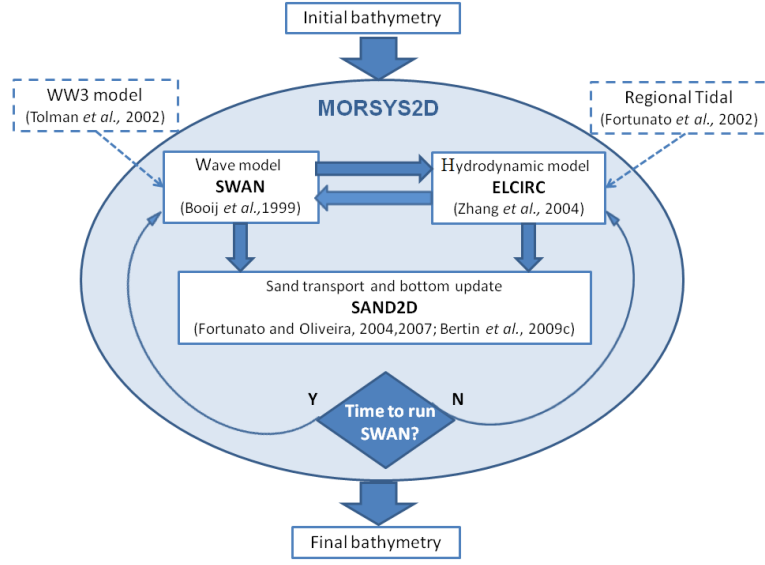 Initial bathymetry
WW3 model
(Tolman et al., 2002)
Regional Tidal
(Fortunato et al., 2002)
MORSYS2D
Wave model
SWAN
(Booij et al.,1999)
Hydrodynamic model
ELCIRC
(Zhang et al., 2004)
Sand transport and bottom update
SAND2D
(Fortunato and Oliveira, 2004,2007; Bertin et al., 2009c)
Y
N
Time to run
SWAN?
Final bathymetry